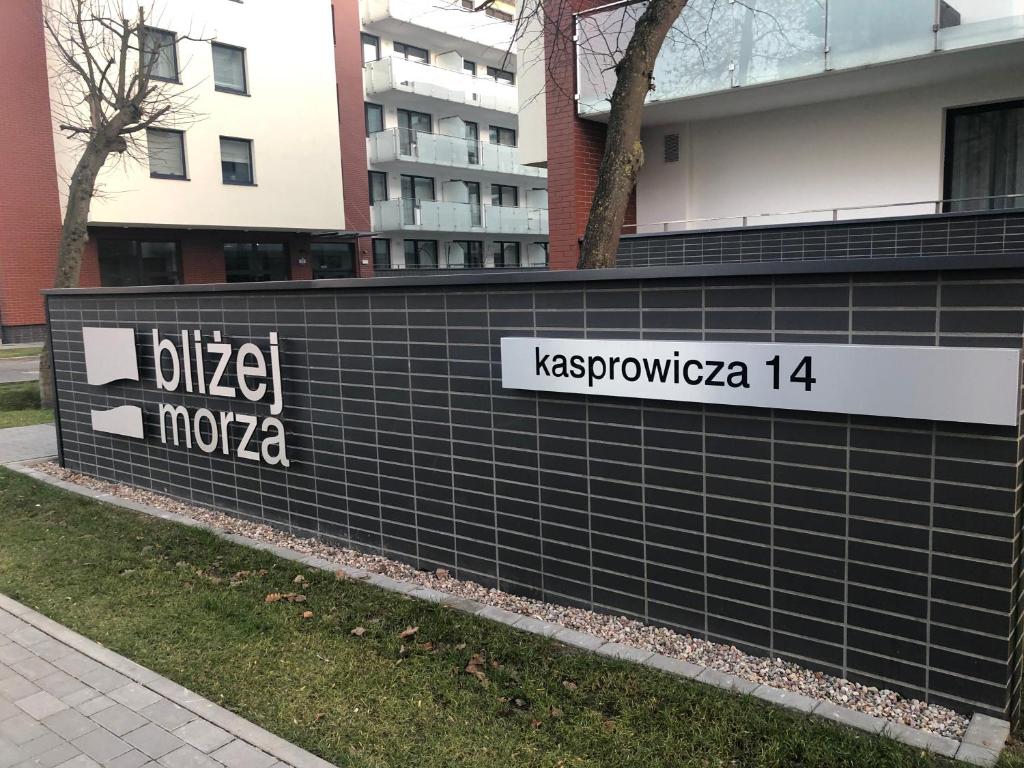 bliżej
morza
kasprowicza 14